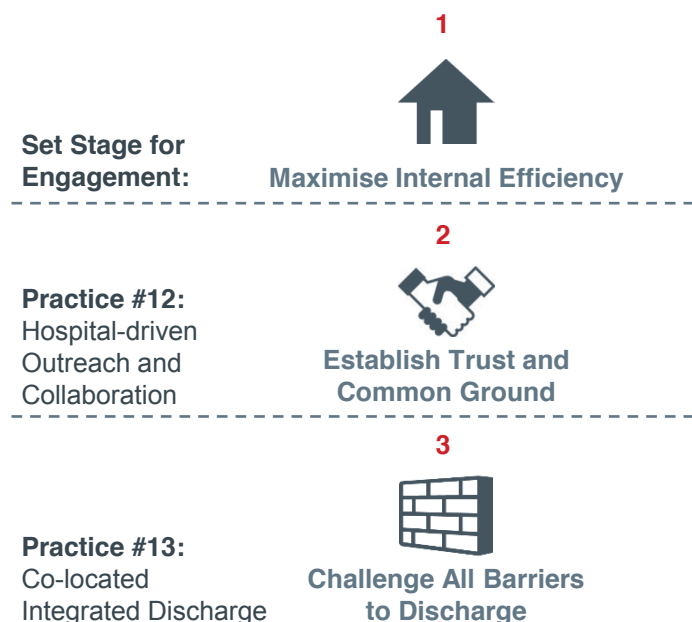 1
Set Stage for
Engagement:
Maximise Internal Efficiency
2
Practice #12:
Hospital-driven
Outreach and
Collaboration
Establish Trust and
Common Ground
3
Practice #13:
Co-located
Integrated Discharge
Challenge All Barriers
to Discharge